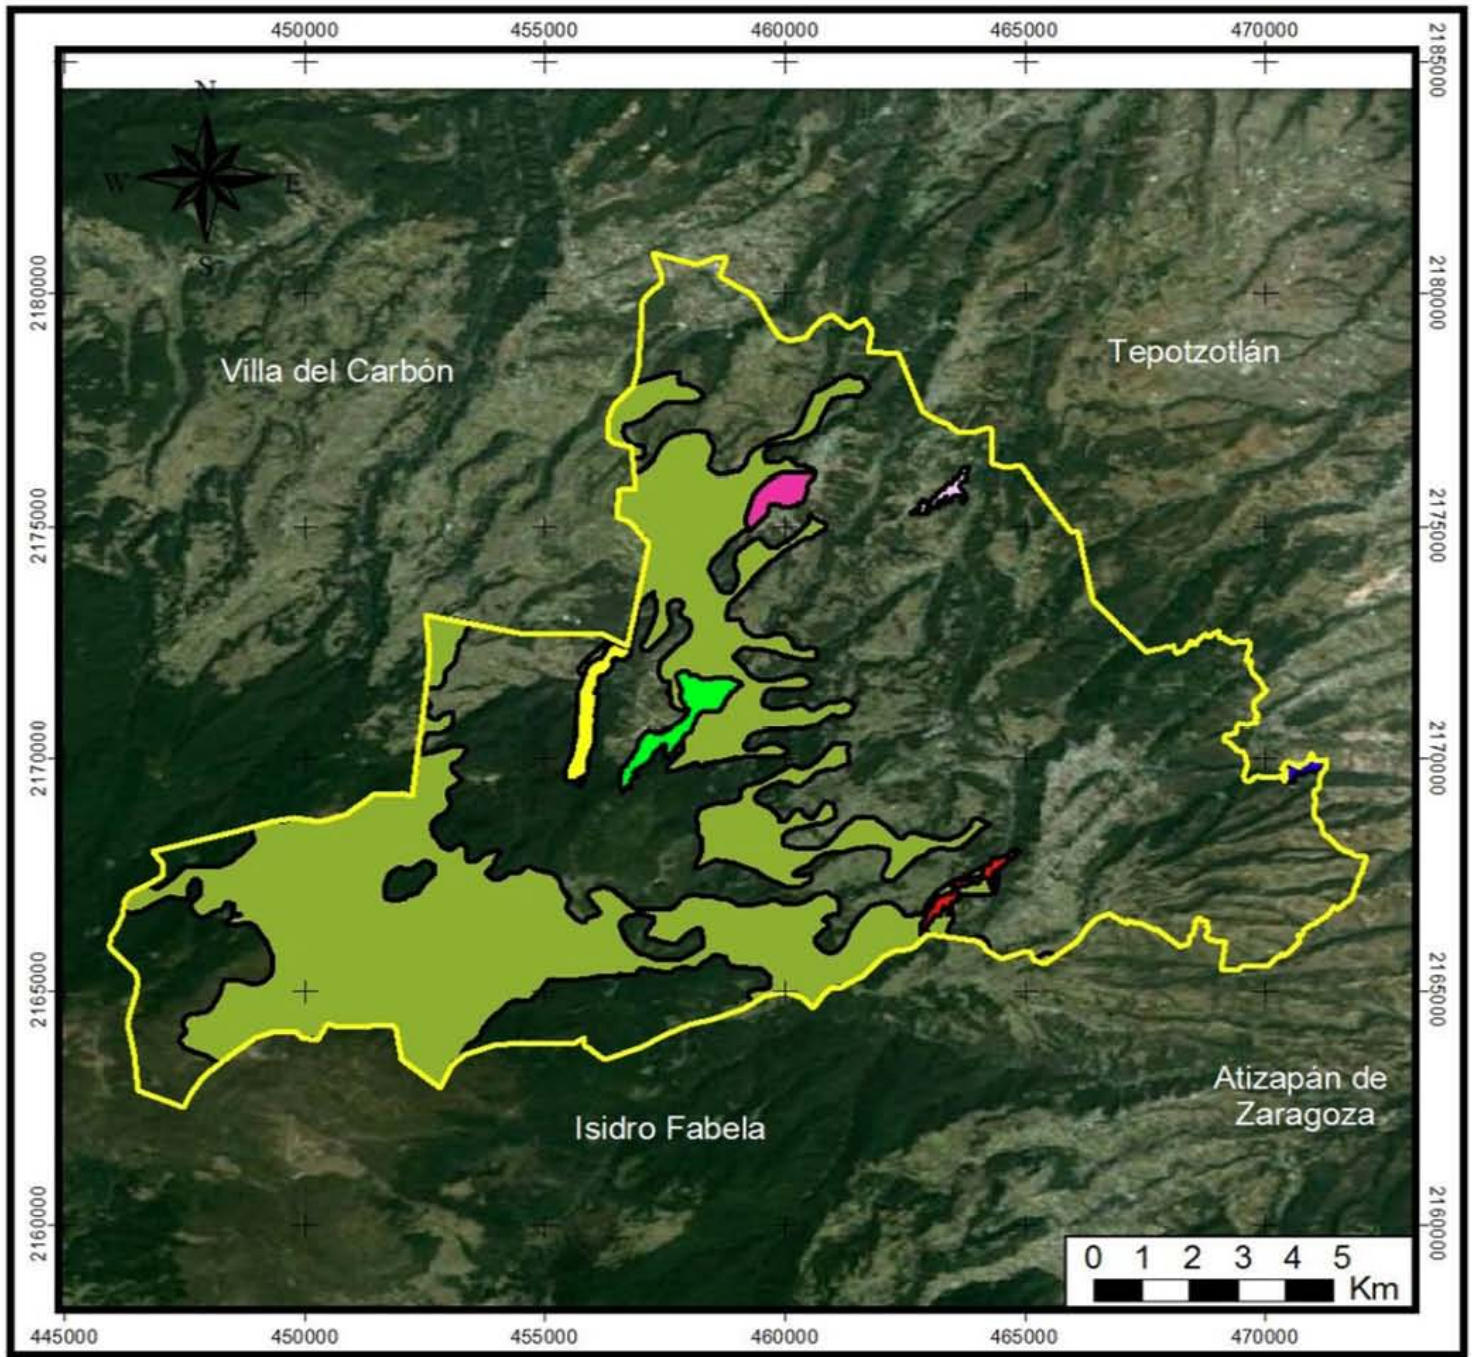 450000 455000 460000 465000 470000
2185000
N
W E
S
2180000 2180000
Villa del Carbón
Tepotzotlán
2175000 2175000
2170000 2170000
2165000 2165000
Atizapán de
Zaragoza
Isidro Fabela
2160000 2160000
0 1 2 3 4 5
Km
445000 450000 455000 460000 465000 470000